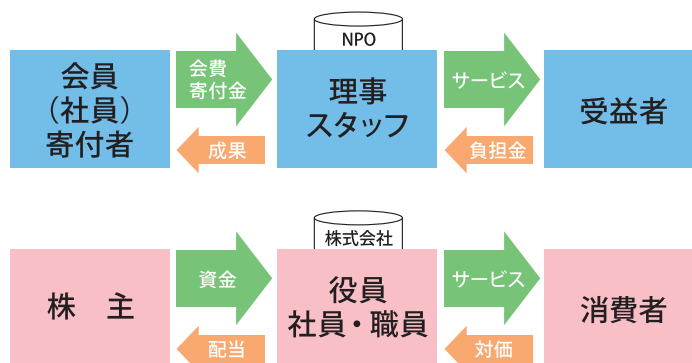 NPO
会員
（社員）
寄付者
会費
寄付金
成果
理事
スタッフ
サービス
負担金
受益者
株式会社
株　主
資金
配当
役員
社員・職員
サービス
対価
消費者